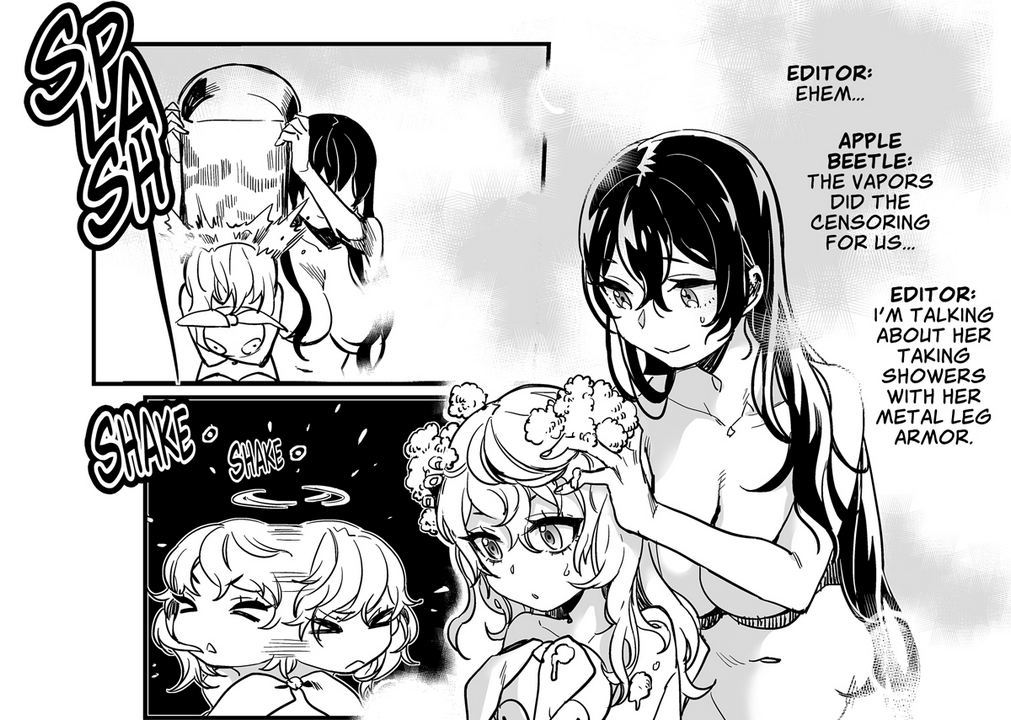 SPLASH
EDITOR:
EHEM...
APPLE
BEETLE:
THE VAPORS
DID THE
CENSORING
FOR US...
EDITOR:
I'M TALKING
ABOUT HER
TAKING
SHOWERS
WITH HER
METAL LEG
ARMOR.
SHAKE
SHAKE